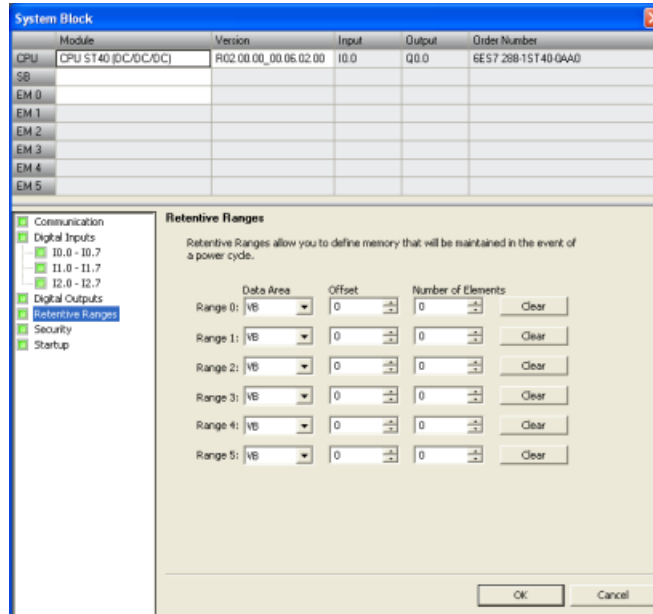 System Block
Module Version Input Output Order Number
CPU CPU ST40 (DC/DC/DC) R02.00.00_00.06.02.00 I0.0 Q0.0 6ES7 288-1ST40-0AA0
SB
EM 0
EM 1
EM 2
EM 3
EM 4
EM 5
Communication
Digital Inputs
I0.0 - I0.7
I1.0 - I1.7
I2.0 - I2.7
Digital Outputs
Retentive Ranges
Security
Startup
Retentive Ranges
Retentive Ranges allow you to define memory that will be maintained in the event of
a power cycle.
Data Area Offset Number of Elements
Range 0: VB 0 0 Clear
Range 1: VB 0 0 Clear
Range 2: VB 0 0 Clear
Range 3: VB 0 0 Clear
Range 4: VB 0 0 Clear
Range 5: VB 0 0 Clear
OK Cancel